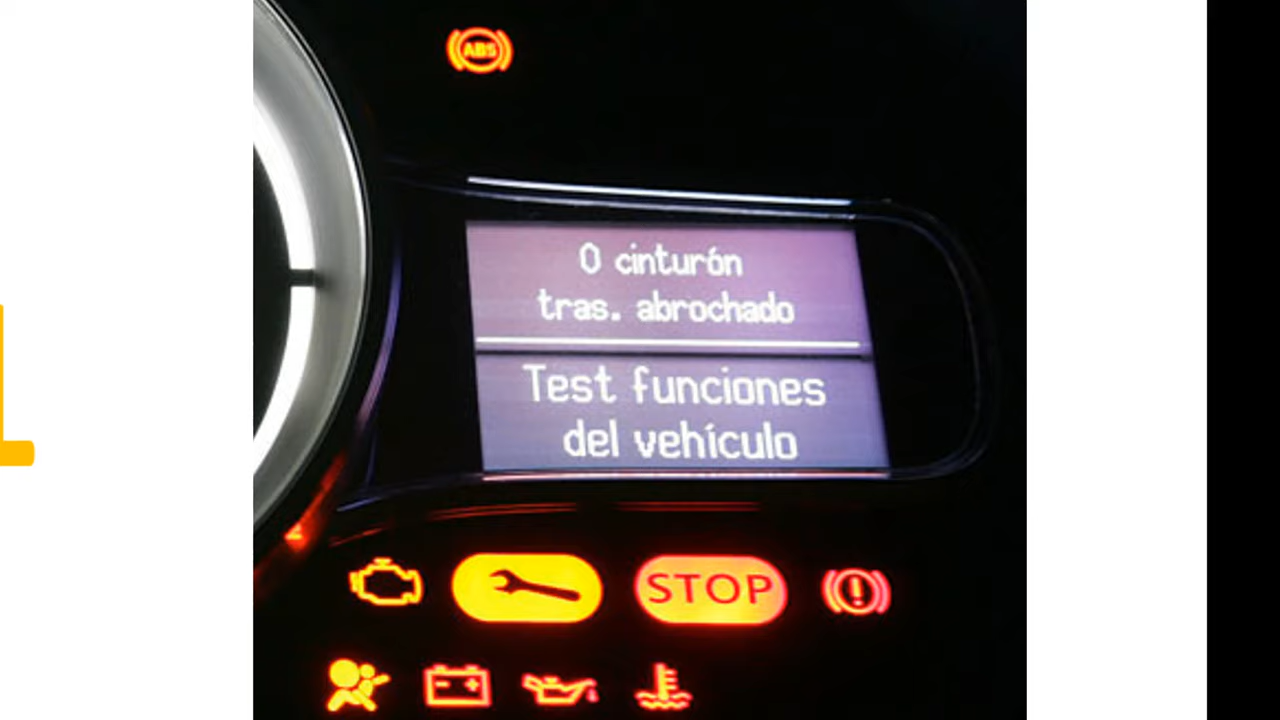 ABS
0 cinturón
tras. abrochado
Test funciones
del vehículo
STOP